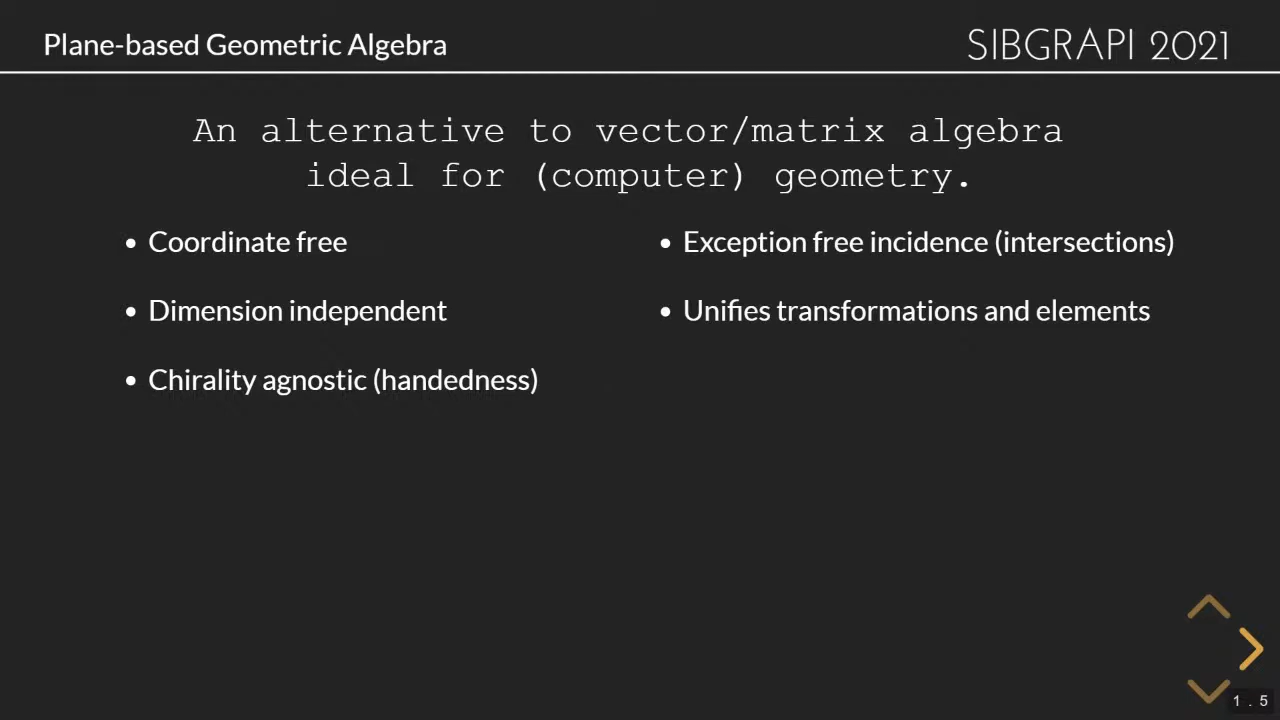 Plane-based Geometric Algebra
SIBGRAPI 2021
An alternative to vector/matrix algebra
ideal for (computer) geometry.
• Coordinate free
• Dimension independent
• Chirality agnostic (handedness)
• Exception free incidence (intersections)
• Unifies transformations and elements
1 . 5